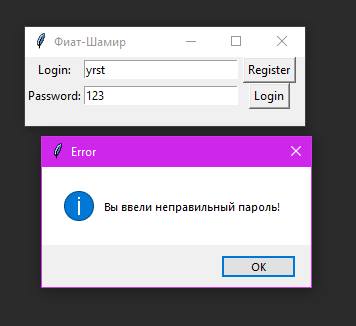 Фиат-Шамир
Login: yrst Register
Password: 123 Login
Error
Вы ввели неправильный пароль!
OK